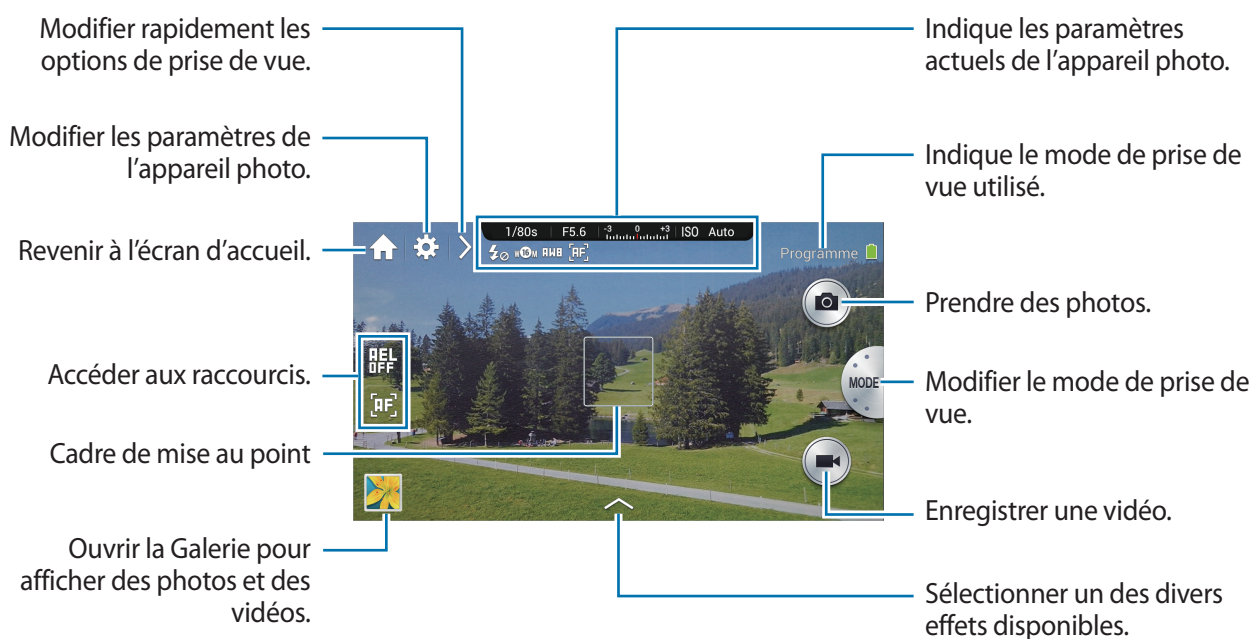 Modifier rapidement les
options de prise de vue.
Indique les paramètres
actuels de l'appareil photo.
Modifier les paramètres de
l'appareil photo.
Indique le mode de prise de
vue utilisé.
Revenir à l'écran d'accueil.
1/80s F5.6 -3 0 +3 ISO Auto
16M AWB AF
Programme
Prendre des photos.
AEL
OFF
AF
Accéder aux raccourcis.
MODE
Modifier le mode de prise de
vue.
Cadre de mise au point
Enregistrer une vidéo.
Ouvrir la Galerie pour
afficher des photos et des
vidéos.
Sélectionner un des divers
effets disponibles.